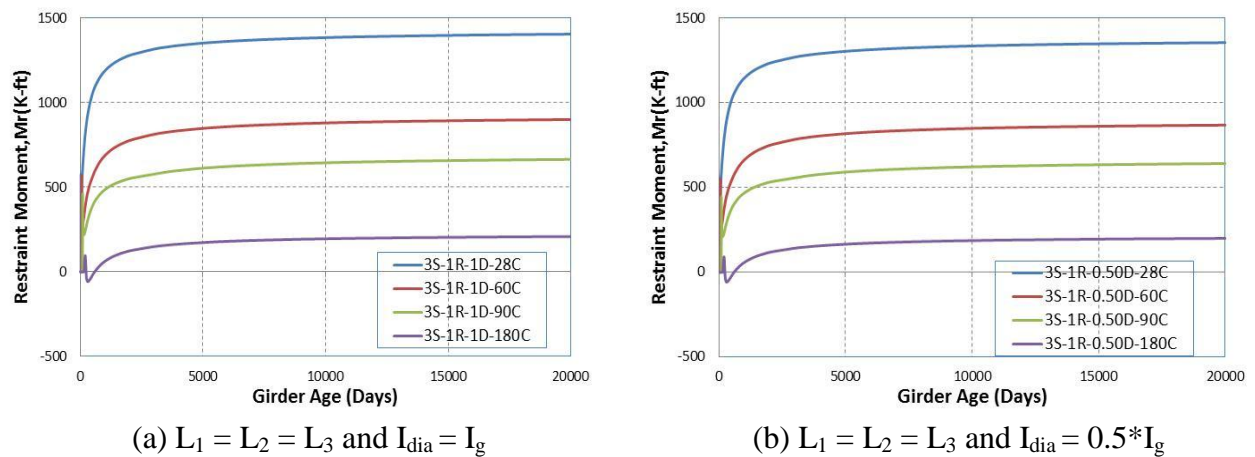 1500
1000
500
0
-500
Restraint Moment,Mr(K-ft)
3S-1R-1D-28C
3S-1R-1D-60C
3S-1R-1D-90C
3S-1R-1D-180C
0 5000 10000 15000 20000
Girder Age (Days)
(a) L₁ = L₂ = L₃ and I_dia = I_g
1500
1000
500
0
-500
Restraint Moment,Mr(K-ft)
3S-1R-0.50D-28C
3S-1R-0.50D-60C
3S-1R-0.50D-90C
3S-1R-0.50D-180C
0 5000 10000 15000 20000
Girder Age (Days)
(b) L₁ = L₂ = L₃ and I_dia = 0.5*I_g